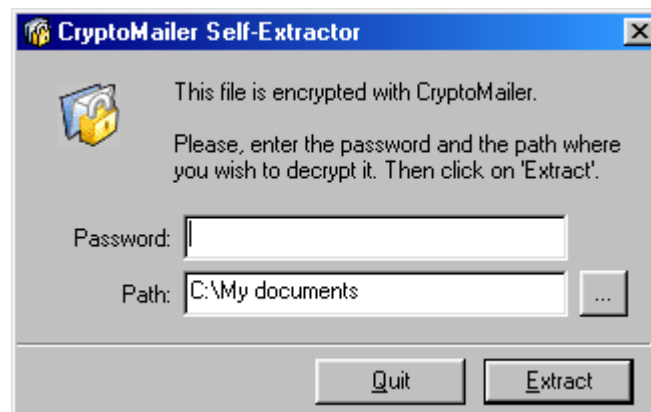 CryptoMailer Self-Extractor
This file is encrypted with CryptoMailer.
Please, enter the password and the path where
you wish to decrypt it. Then click on 'Extract'.
Password:
Path: C:\My documents ...
Quit Extract